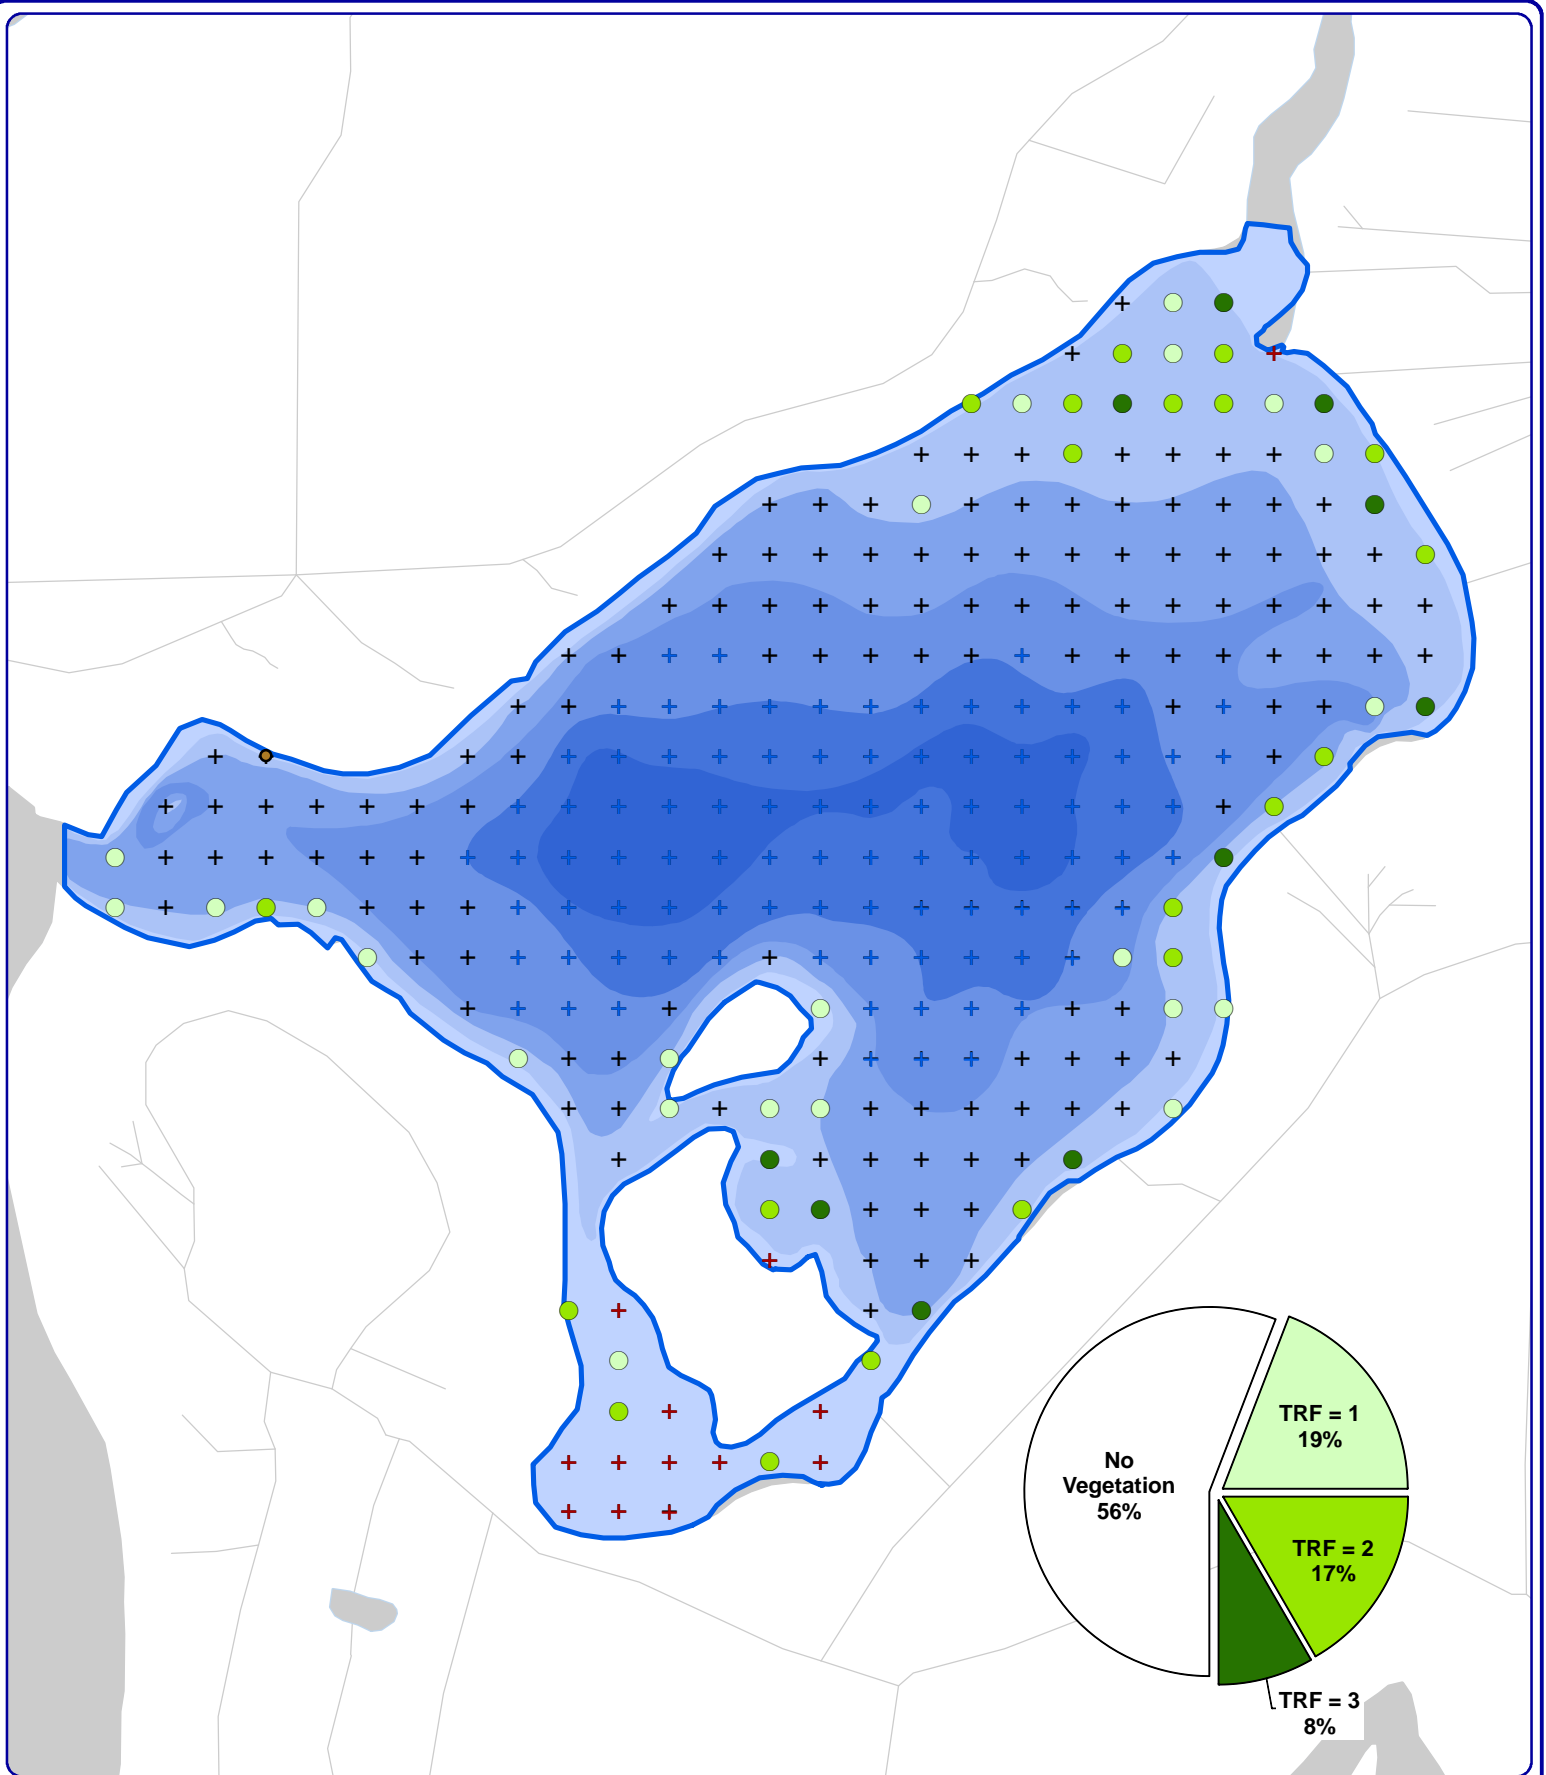 TRF = 1
19%
No
Vegetation
56%
TRF = 2
17%
TRF = 3
8%